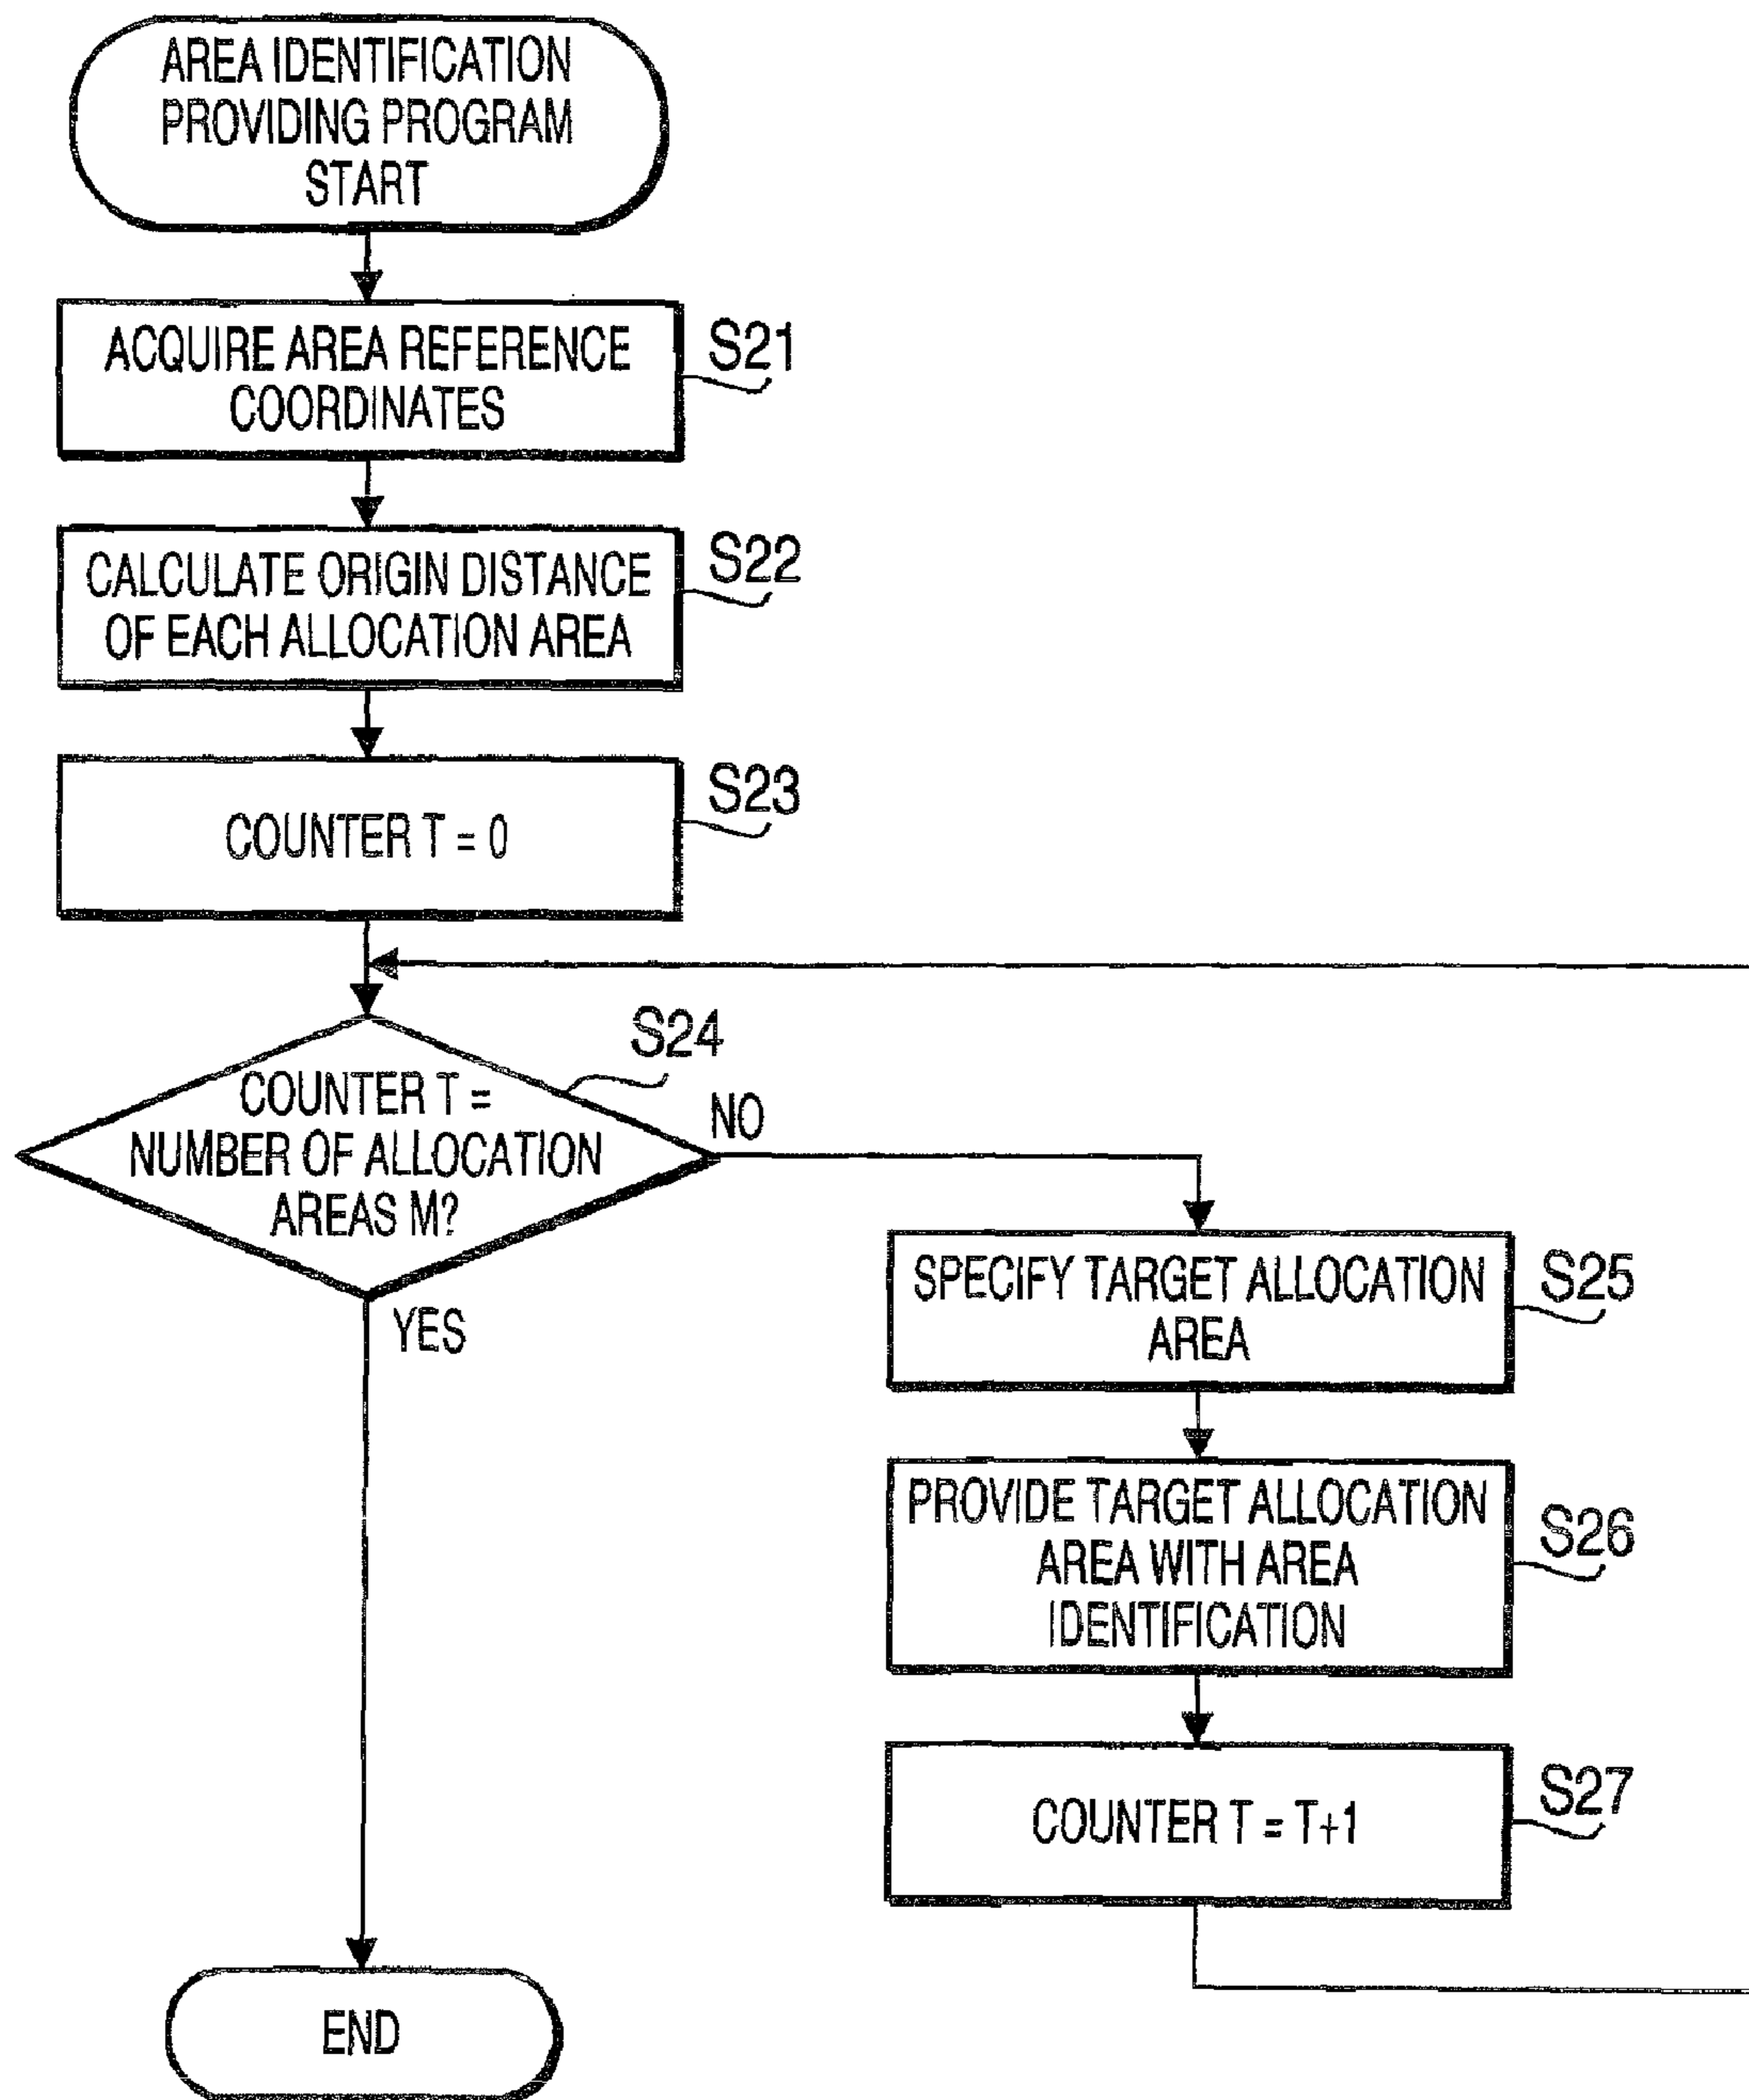 AREA IDENTIFICATION
PROVIDING PROGRAM
START
ACQUIRE AREA REFERENCE
COORDINATES
S21
CALCULATE ORIGIN DISTANCE
OF EACH ALLOCATION AREA
S22
COUNTER T = 0
S23
COUNTER T =
NUMBER OF ALLOCATION
AREAS M?
S24
NO
YES
SPECIFY TARGET ALLOCATION
AREA
S25
PROVIDE TARGET ALLOCATION
AREA WITH AREA
IDENTIFICATION
S26
COUNTER T = T+1
S27
END